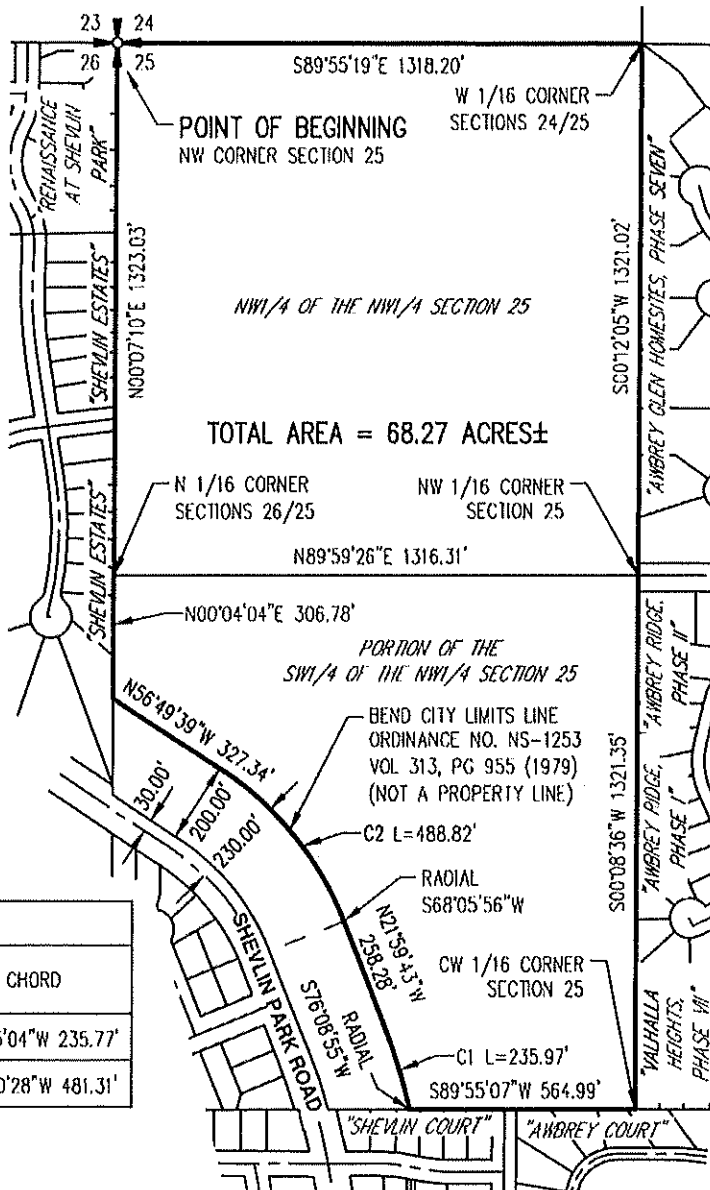 23 24
26 25
S89°55'19"E 1318.20'
W 1/16 CORNER
SECTIONS 24/25
POINT OF BEGINNING
NW CORNER SECTION 25
"RENAISSANCE
AT SHEVLIN
PARK"
"SHEVLIN ESTATES"
N00°07'10"E 1323.03'
NW1/4 OF THE NW1/4 SECTION 25
S00°12'05"W 1321.02'
"AWBREY GLEN HOMESITES, PHASE SEVEN"
TOTAL AREA = 68.27 ACRES±
"SHEVLIN ESTATES"
N 1/16 CORNER
SECTIONS 26/25
NW 1/16 CORNER
SECTION 25
N89°59'26"E 1316.31'
N00°04'04"E 306.78'
PORTION OF THE
SW1/4 OF THE NW1/4 SECTION 25
"AWBREY RIDGE,
PHASE II"
N56°49'39"W 327.34'
BEND CITY LIMITS LINE
ORDINANCE NO. NS-1253
VOL 313, PG 955 (1979)
(NOT A PROPERTY LINE)
30.00'
200.00'
230.00'
C2 L=488.82'
S00°08'36"W 1321.35'
"AWBREY RIDGE,
PHASE I"
RADIAL
S68°05'56"W
N21°59'43"W
258.28'
CW 1/16 CORNER
SECTION 25
SHEVLIN PARK ROAD
S76°08'55"W
RADIAL
"VALHALLA
HEIGHTS,
PHASE VII"
CHORD
5'04"W 235.77'
0'28"W 481.31'
C1 L=235.97'
S89°55'07"W 564.99'
"SHEVLIN COURT"
"AWBREY COURT"